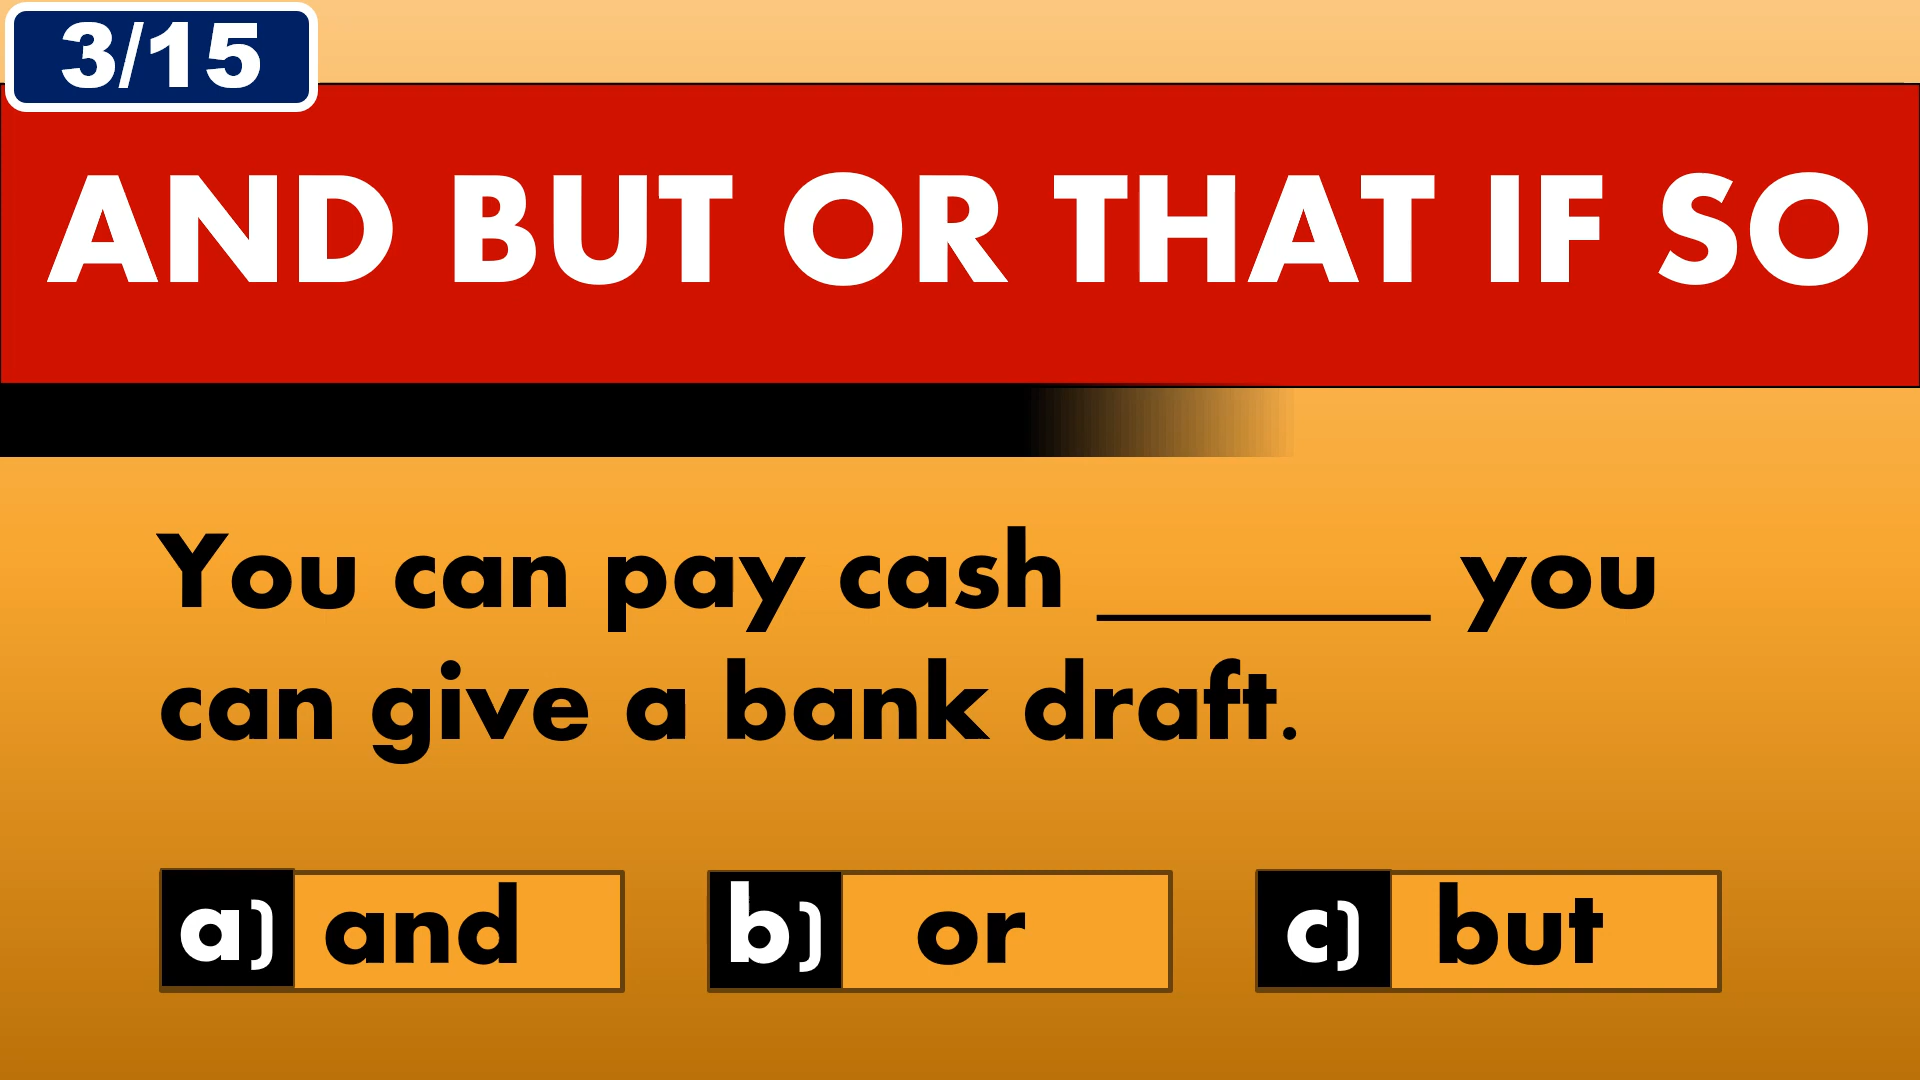 3/15
AND BUT OR THAT IF SO
You can pay cash _______ you
can give a bank draft.
a) and
b) or
c) but